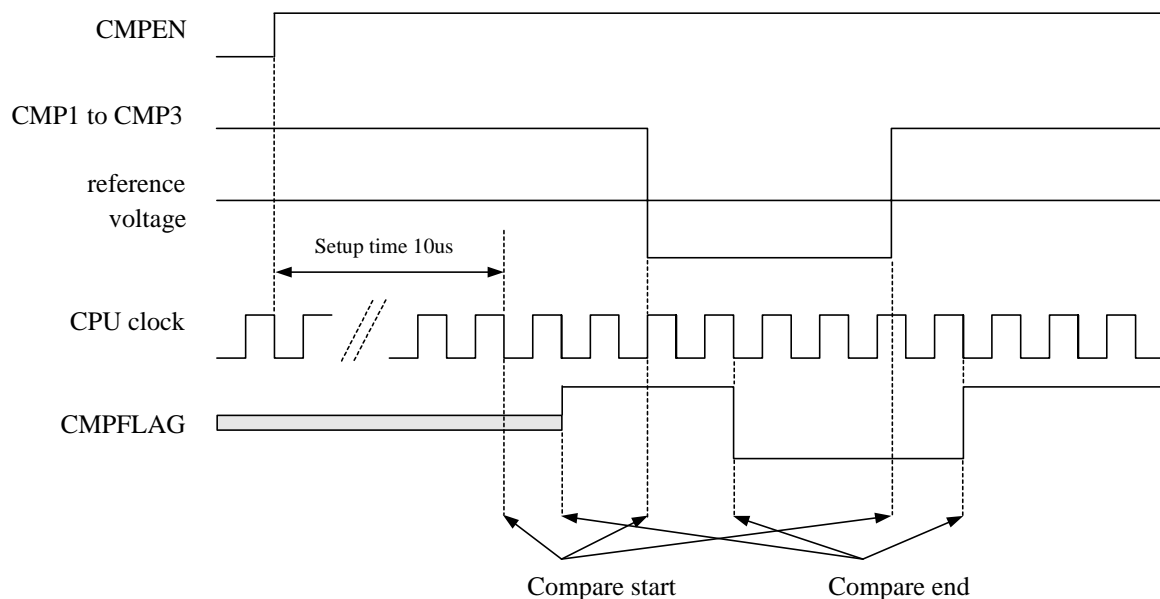 CMPEN
CMP1 to CMP3
reference
voltage
Setup time 10us
CPU clock
CMPFLAG
Compare start
Compare end